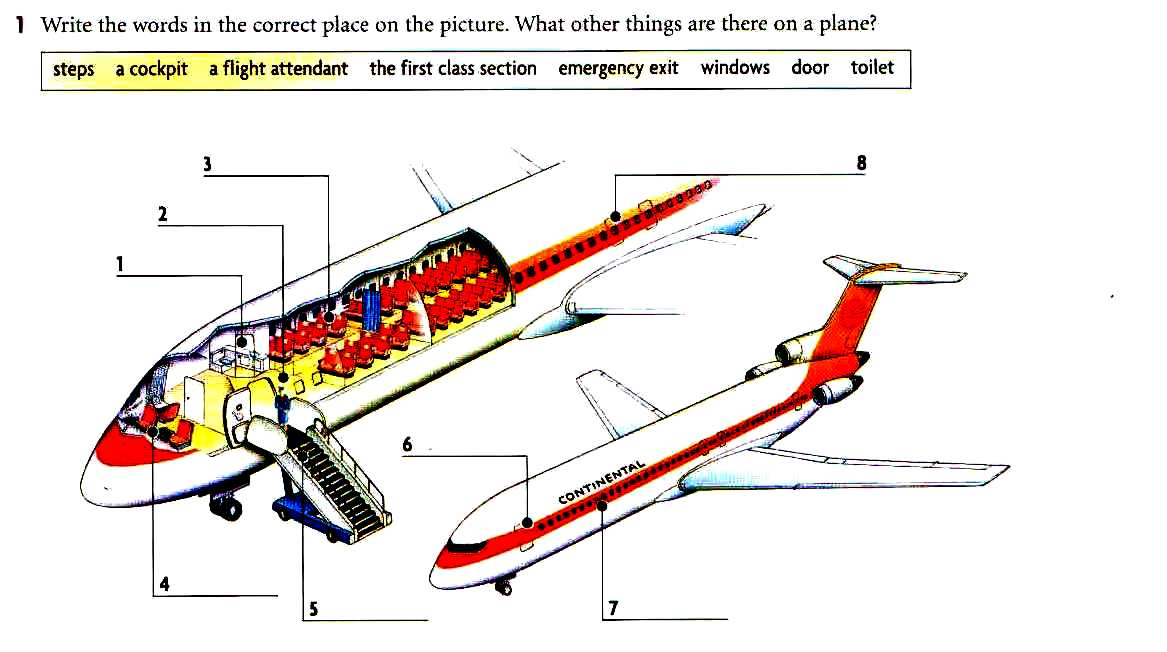 1 Write the words in the correct place on the picture. What other things are there on a plane?
steps a cockpit a flight attendant the first class section emergency exit windows door toilet
3
8
2
1
6
CONTINENTAL
4
5
7